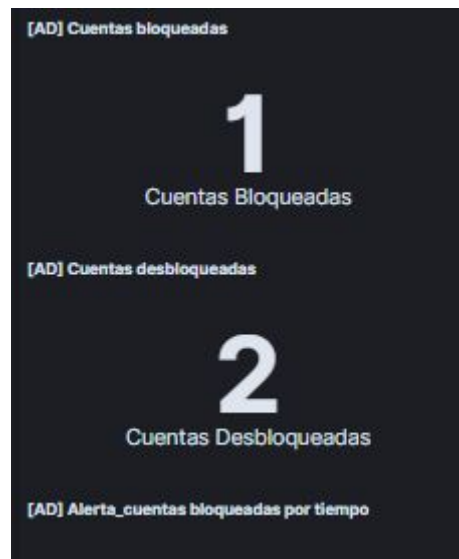 [AD] Cuentas bloqueadas
1
Cuentas Bloqueadas
[AD] Cuentas desbloqueadas
2
Cuentas Desbloqueadas
[AD] Alerta_cuentas bloqueadas por tiempo